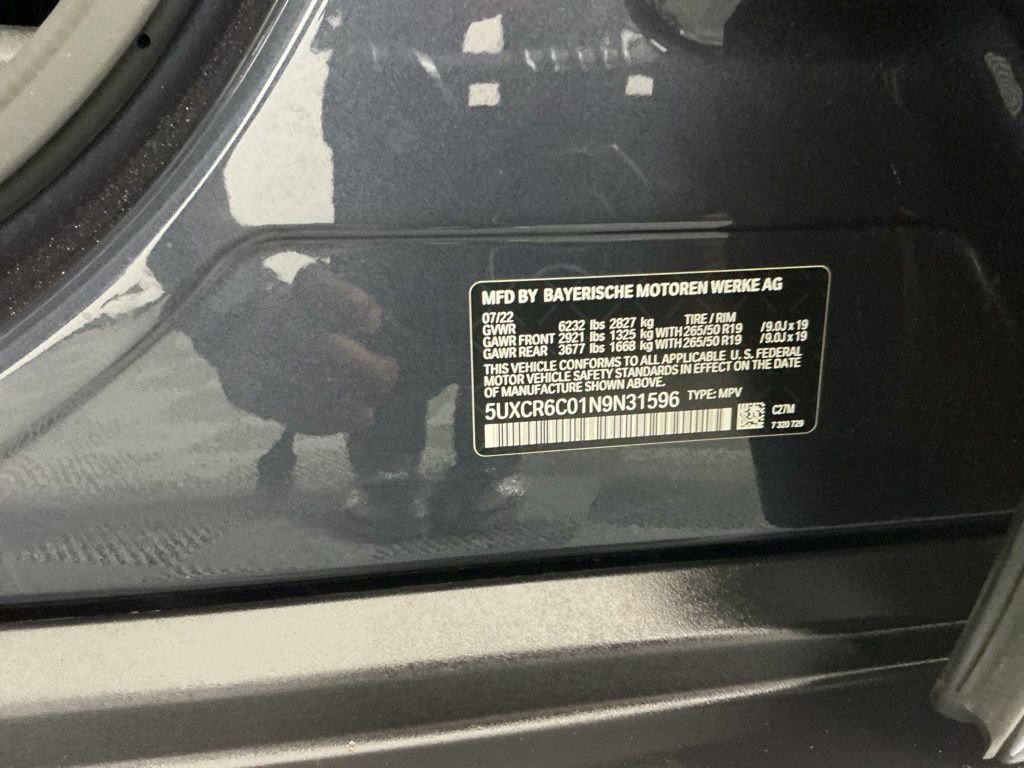 MFD BY BAYERISCHE MOTOREN WERKE AG
07/22 TIRE / RIM
GVWR 6232 lbs 2827 kg
GAWR FRONT 2921 lbs 1325 kg WITH 265/50 R19 /9.0J x 19
GAWR REAR 3677 lbs 1668 kg WITH 265/50 R19 /9.0J x 19
THIS VEHICLE CONFORMS TO ALL APPLICABLE U. S. FEDERAL
MOTOR VEHICLE SAFETY STANDARDS IN EFFECT ON THE DATE
OF MANUFACTURE SHOWN ABOVE.
5UXCR6C01N9N31596 TYPE: MPV
C27M
7 320 729